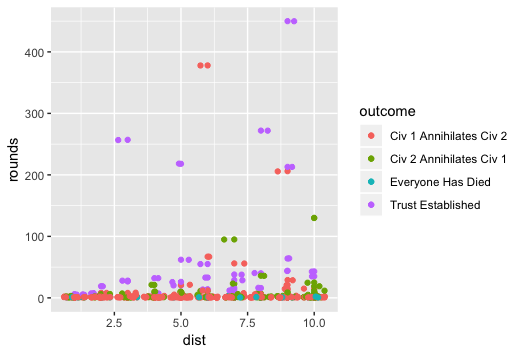 400
300
200
100
0
rounds
2.5 5.0 7.5 10.0
dist
outcome
Civ 1 Annihilates Civ 2
Civ 2 Annihilates Civ 1
Everyone Has Died
Trust Established